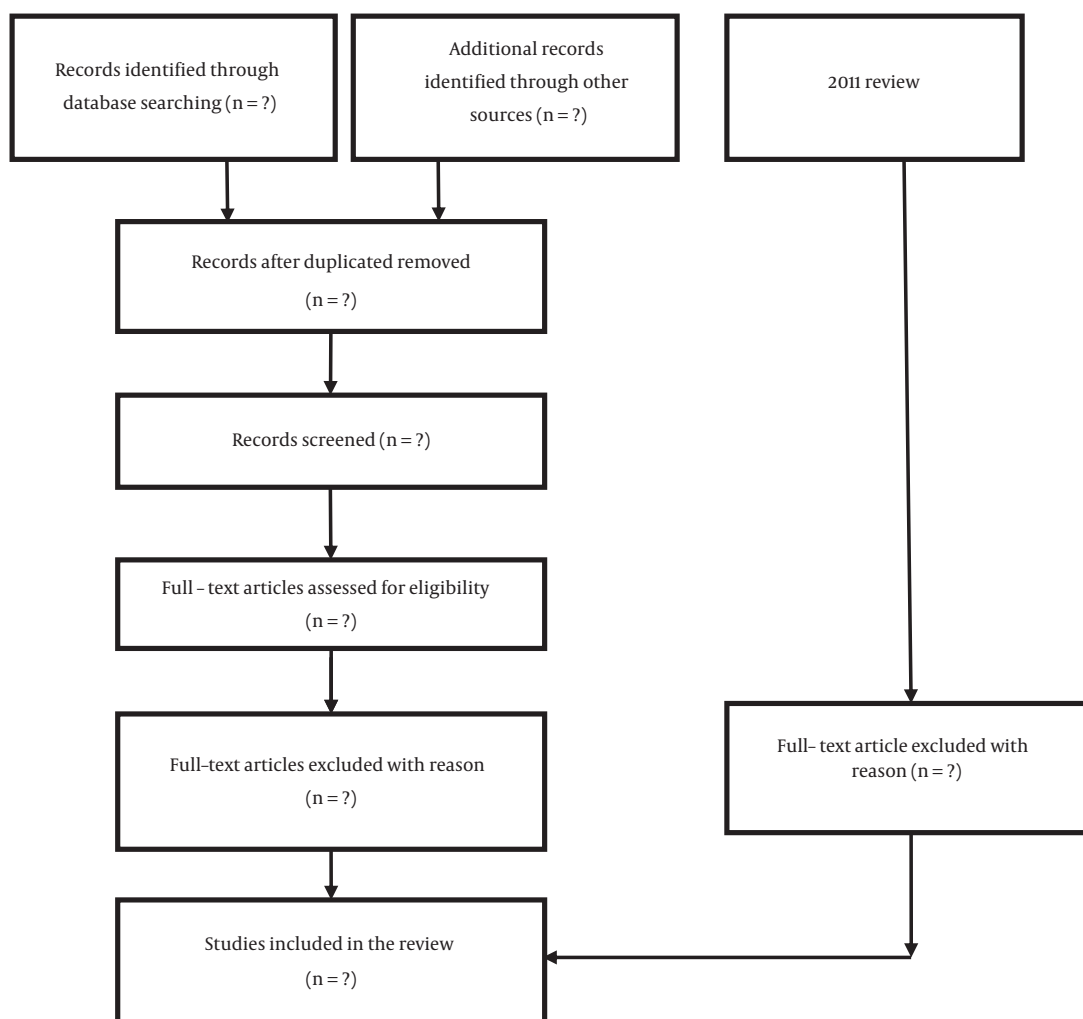 Records identified through
database searching (n = ?)
Additional records
identified through other
sources (n = ?)
2011 review
Records after duplicated removed
(n = ?)
Records screened (n = ?)
Full – text articles assessed for eligibility
(n = ?)
Full–text articles excluded with reason
(n = ?)
Full– text article excluded with
reason (n = ?)
Studies included in the review
(n = ?)